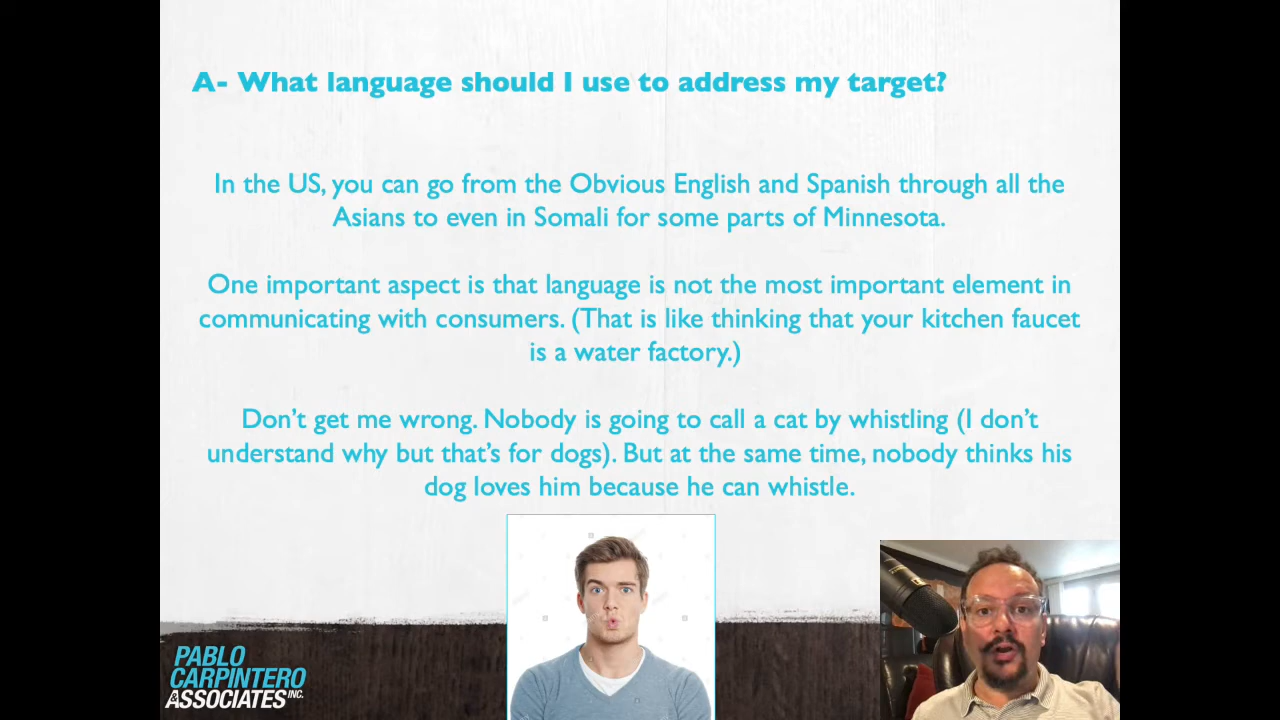 A- What language should I use to address my target?
In the US, you can go from the Obvious English and Spanish through all the
Asians to even in Somali for some parts of Minnesota.
One important aspect is that language is not the most important element in
communicating with consumers. (That is like thinking that your kitchen faucet
is a water factory.)
Don't get me wrong. Nobody is going to call a cat by whistling (I don't
understand why but that's for dogs). But at the same time, nobody thinks his
dog loves him because he can whistle.
PABLO
CARPINTERO
& ASSOCIATES INC.